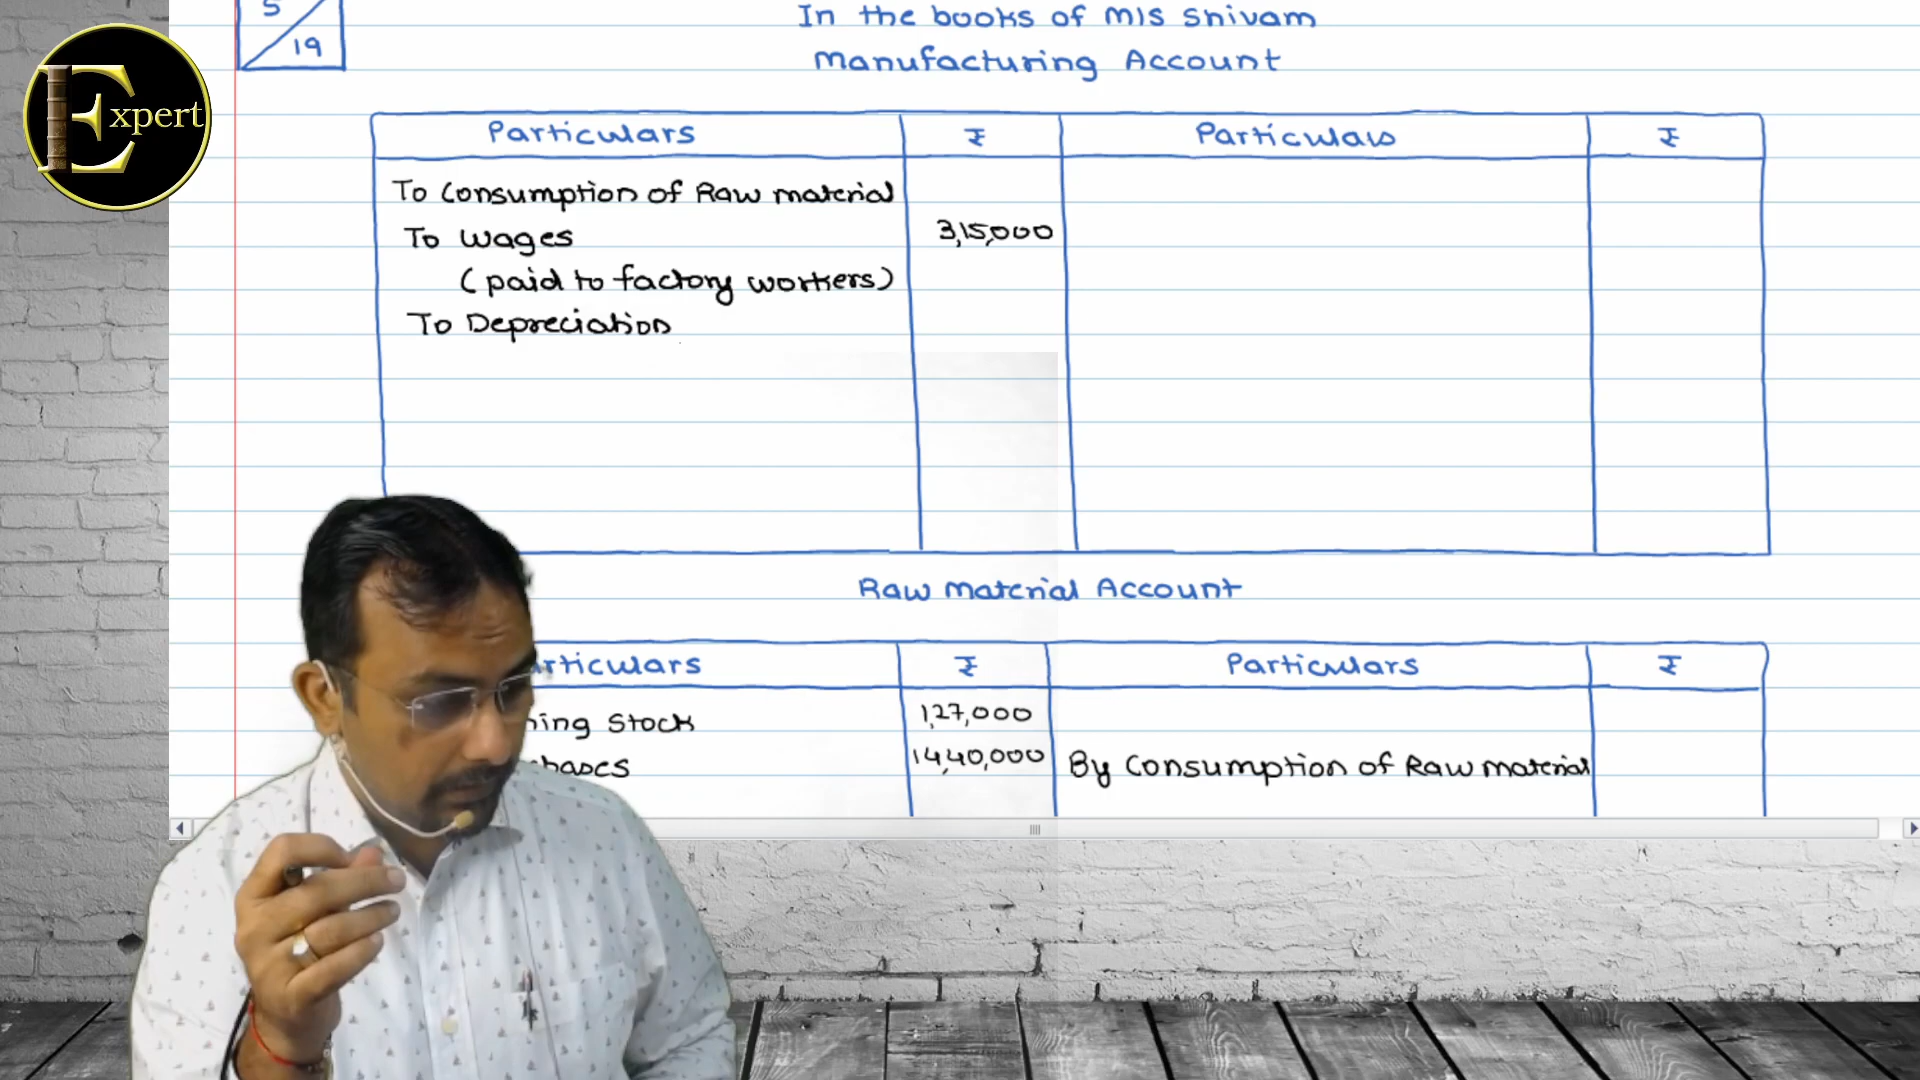 5
19
Expert
In the books of M/S Shivam
Manufacturing Account
Particulars ₹ Particulars ₹
To Consumption of Raw material
To Wages 3,15,000
(paid to factory workers)
To Depreciation
Raw Material Account
rticulars ₹ Particulars ₹
ning Stock 1,27,000
chases 14,40,000 By Consumption of Raw material